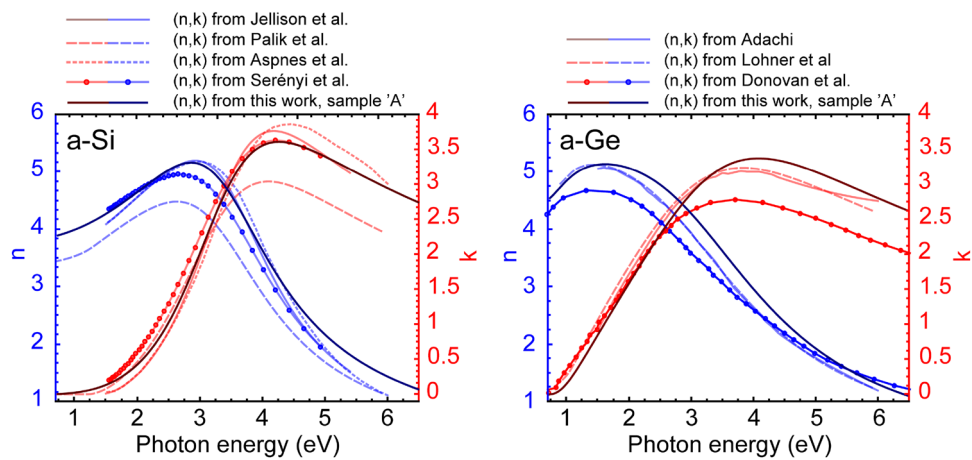 (n,k) from Jellison et al.
(n,k) from Palik et al.
(n,k) from Aspnes et al.
(n,k) from Serényi et al.
(n,k) from this work, sample 'A'
a-Si
n
6
5
4
3
2
1
k
4
3.5
3
2.5
2
1.5
1
0.5
0
1 2 3 4 5 6
Photon energy (eV)
(n,k) from Adachi
(n,k) from Lohner et al
(n,k) from Donovan et al.
(n,k) from this work, sample 'A'
a-Ge
n
6
5
4
3
2
1
k
4
3.5
3
2.5
2
1.5
1
0.5
0
1 2 3 4 5 6
Photon energy (eV)